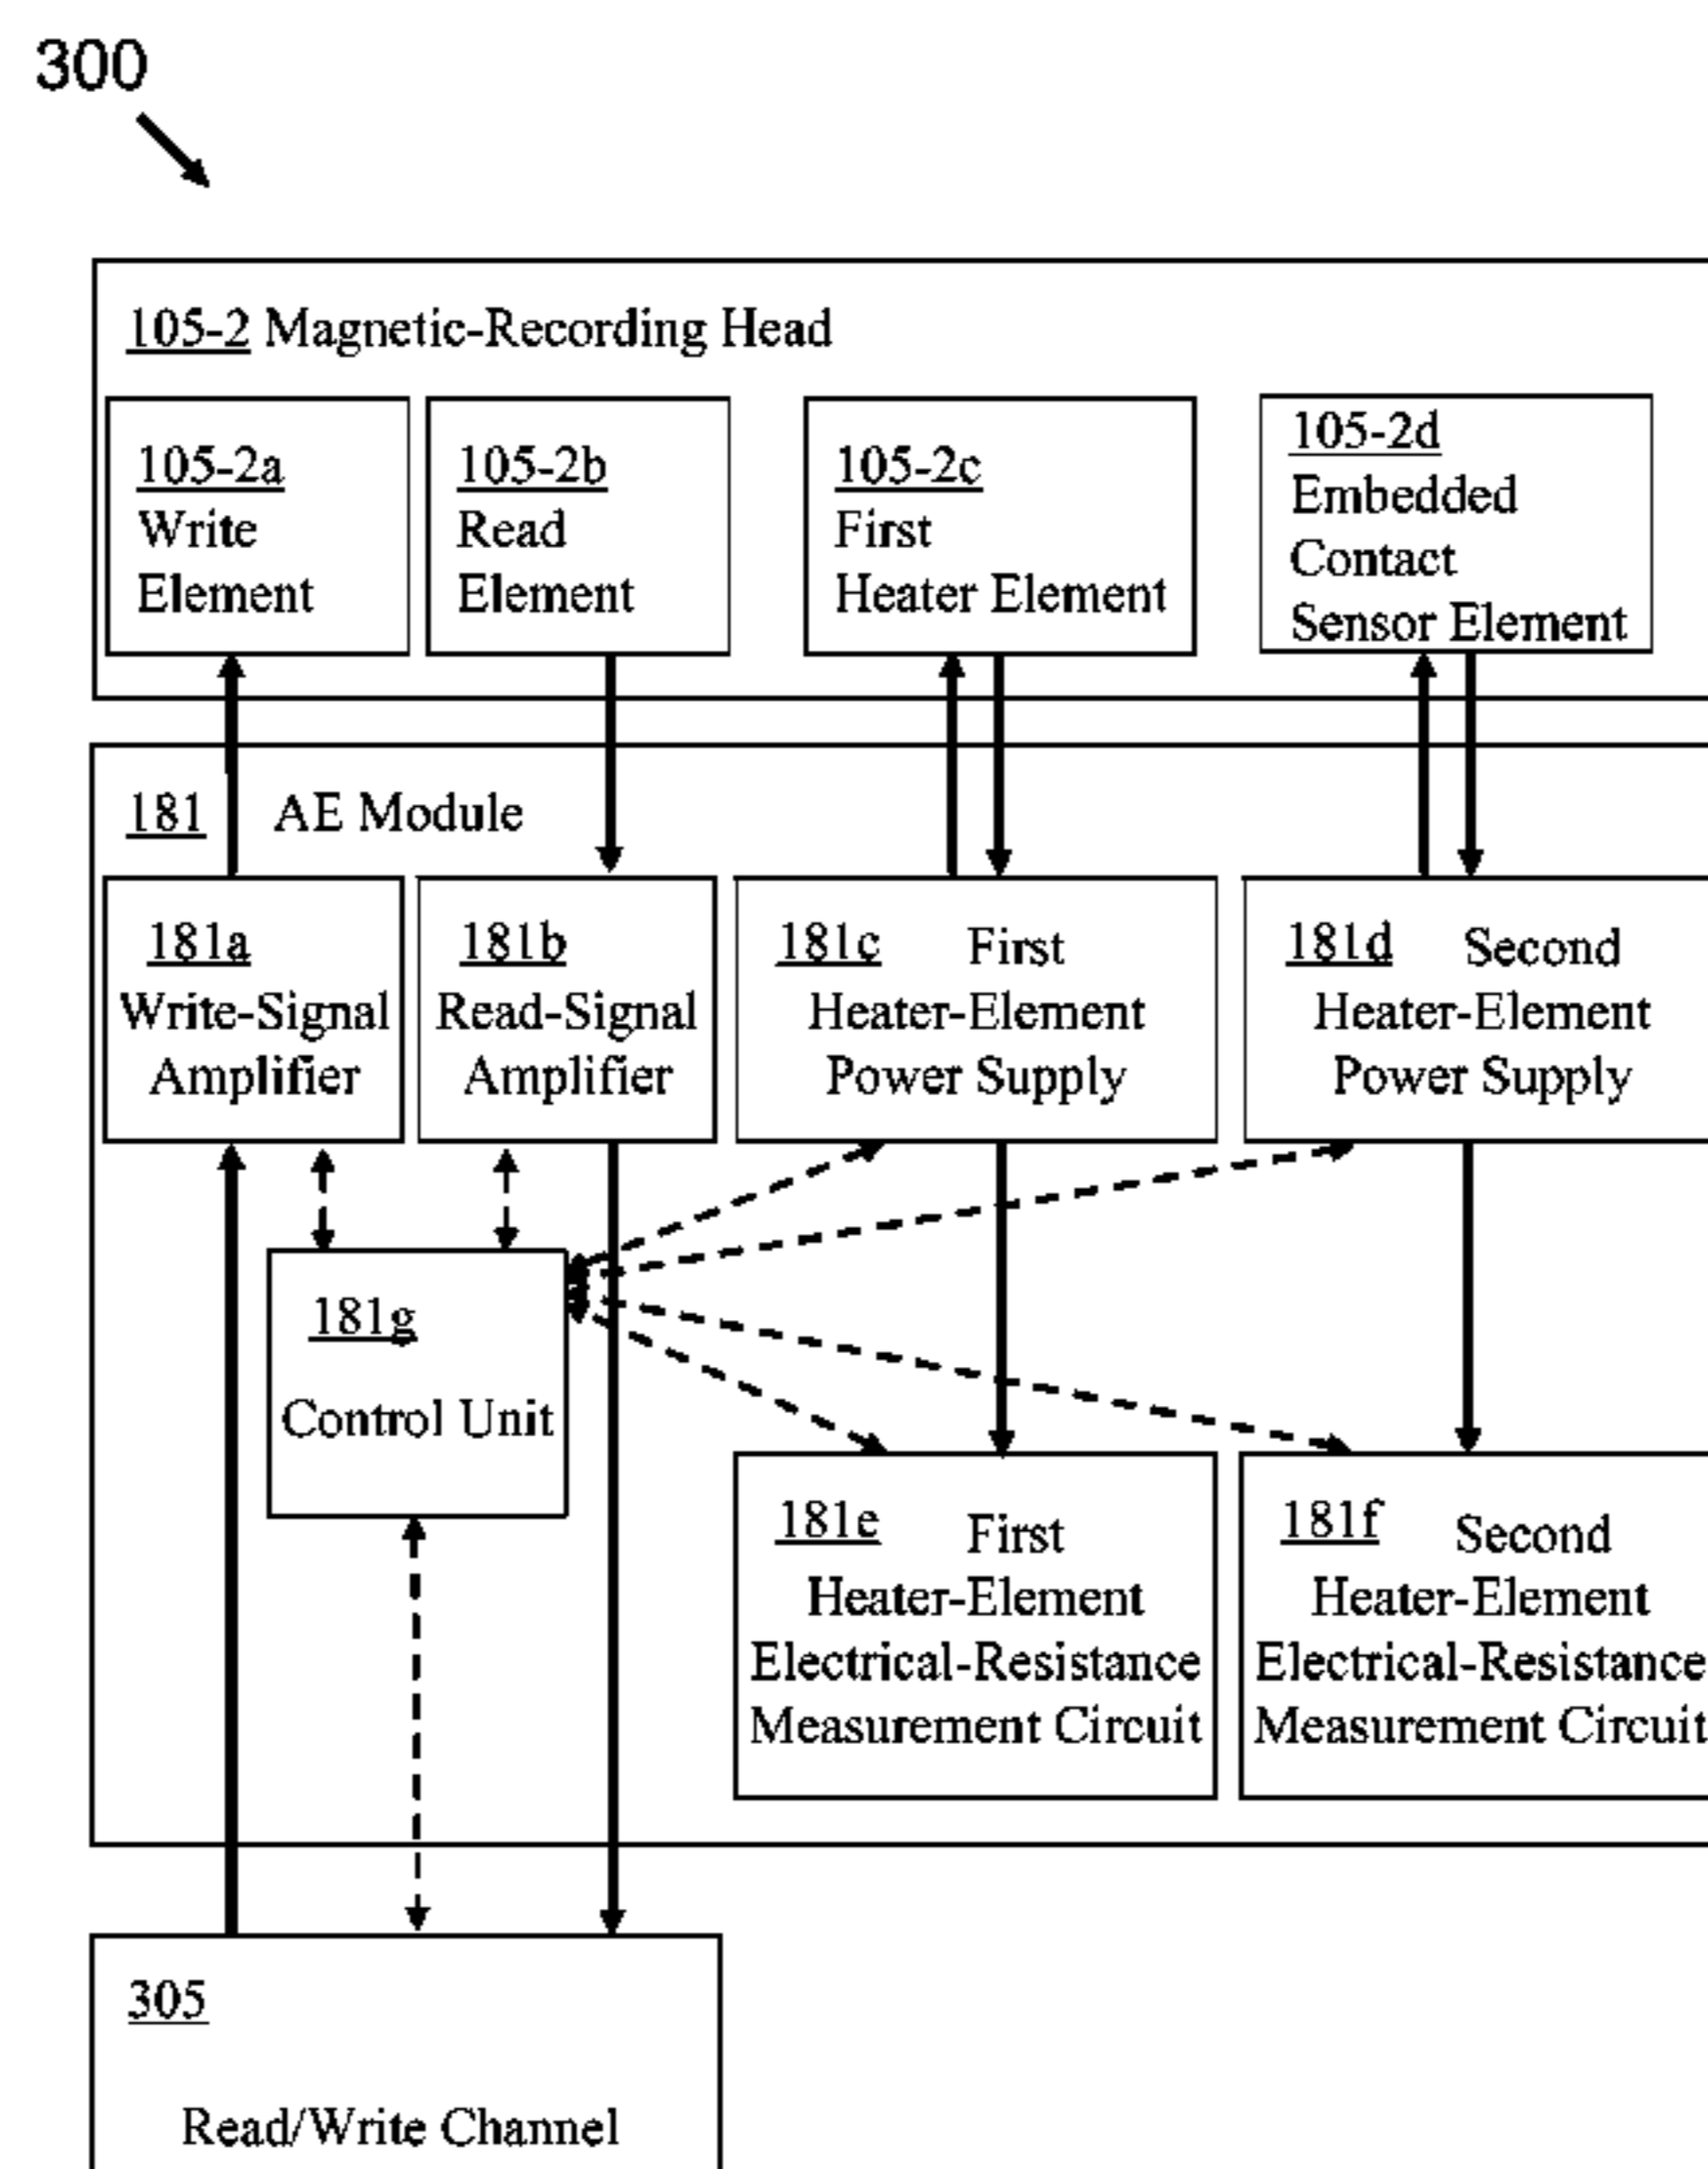 300
105-2 Magnetic-Recording Head
105-2a
Write
Element
105-2b
Read
Element
105-2c
First
Heater Element
105-2d
Embedded
Contact
Sensor Element
181 AE Module
181a
Write-Signal
Amplifier
181b
Read-Signal
Amplifier
181c First
Heater-Element
Power Supply
181d Second
Heater-Element
Power Supply
181g
Control Unit
181e First
Heater-Element
Electrical-Resistance
Measurement Circuit
181f Second
Heater-Element
Electrical-Resistance
Measurement Circuit
305
Read/Write Channel